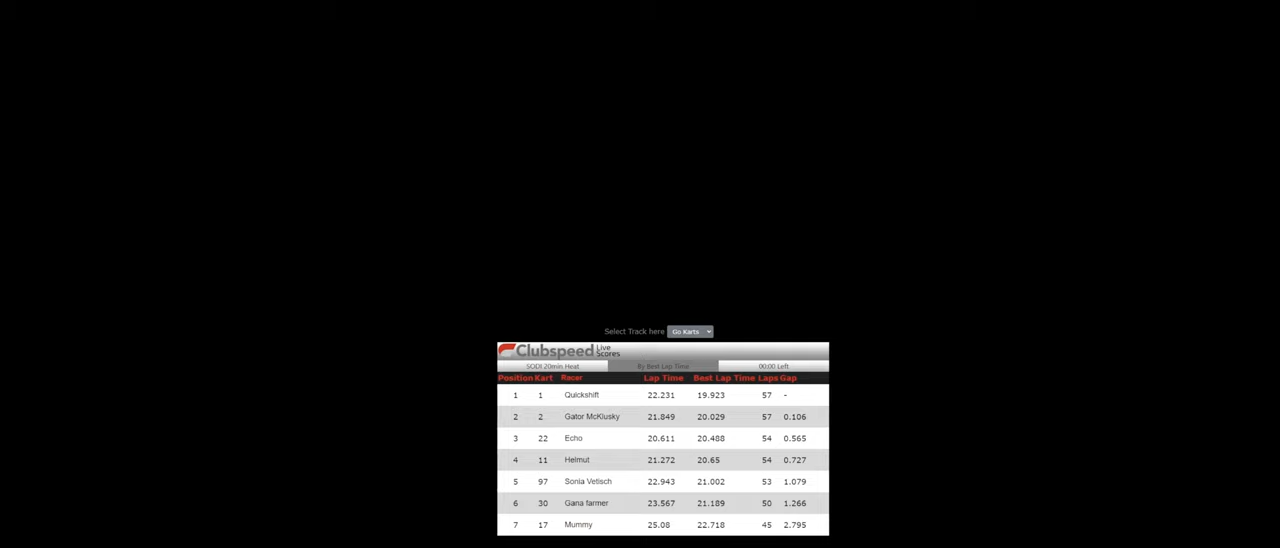 Select Track here Go Karts
Clubspeed Live Scores
SODI 20min Heat By Best Lap Time 00:00 Left
Position Kart Racer Lap Time Best Lap Time Laps Gap
1 1 Quickshift 22.231 19.923 57 -
2 2 Gator McKlusky 21.849 20.029 57 0.106
3 22 Echo 20.611 20.488 54 0.565
4 11 Helmut 21.272 20.65 54 0.727
5 97 Sonia Vetisch 22.943 21.002 53 1.079
6 30 Gana farmer 23.567 21.189 50 1.266
7 17 Mummy 25.08 22.718 45 2.795